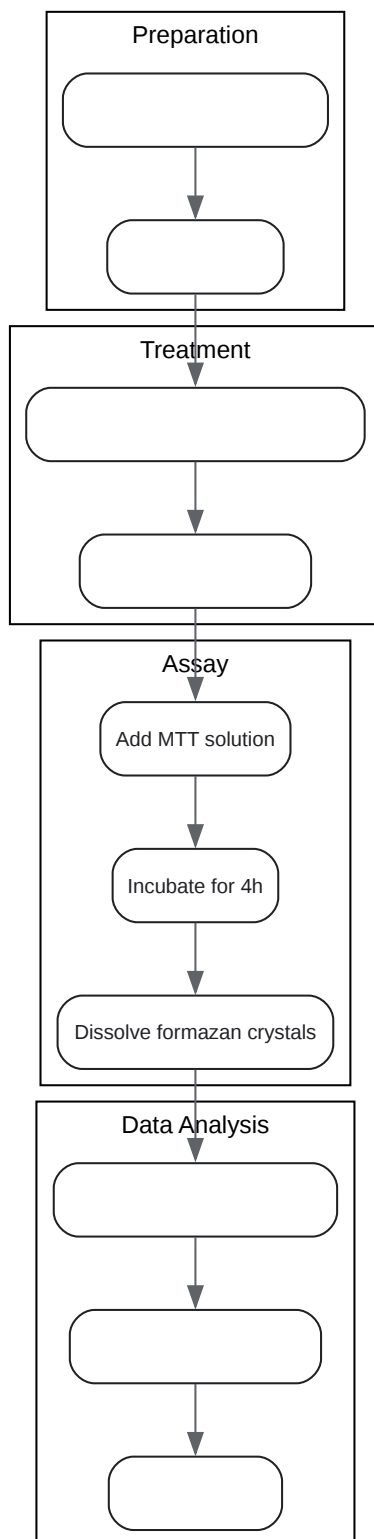 Preparation
Treatment
Assay
Add MTT solution
Incubate for 4h
Dissolve formazan crystals
Data Analysis